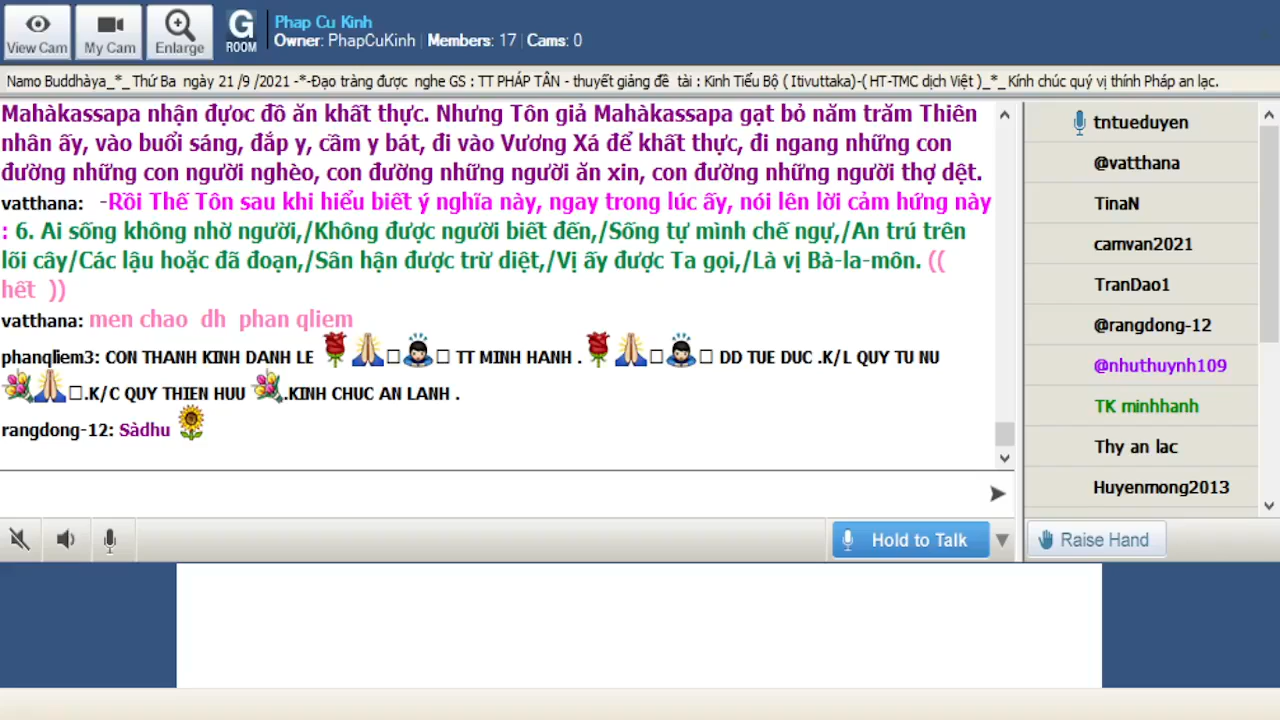 View Cam
My Cam
Enlarge
G
ROOM
Phap Cu Kinh
Owner: PhapCuKinh | Members: 17 | Cams: 0
Namo Buddhàya_*_Thứ Ba ngày 21 /9 /2021 -*-Đạo tràng được nghe GS : TT PHÁP TÂN - thuyết giảng đề tài : Kinh Tiểu Bộ ( Itivuttaka)-( HT-TMC dịch Việt )_*_Kính chúc quý vị thính Pháp an lạc.
Mahàkassapa nhận đựoc đồ ăn khất thực. Nhưng Tôn giả Mahàkassapa gạt bỏ năm trăm Thiên
nhân ấy, vào buổi sáng, đắp y, cầm y bát, đi vào Vương Xá để khất thực, đi ngang những con
đường những con người nghèo, con đường những người ăn xin, con đường những người thợ dệt.
vatthana: -Rồi Thế Tôn sau khi hiểu biết ý nghĩa này, ngay trong lúc ấy, nói lên lời cảm hứng này
: 6. Ai sống không nhờ người,/Không được người biết đến,/Sống tự mình chế ngự,/An trú trên
lõi cây/Các lậu hoặc đã đoạn,/Sân hận được trừ diệt,/Vị ấy được Ta gọi,/Là vị Bà-la-môn. ((
hết ))
vatthana: men chao dh phan qliem
phanqliem3: CON THANH KINH DANH LE 🌹🙏□🙇□ TT MINH HANH .🌹🙏□🙇□ DD TUE DUC .K/L QUY TU NU
💐🙏□.K/C QUY THIEN HUU 💐.KINH CHUC AN LANH .
rangdong-12: Sàdhu 🌻
tntueduyen
@vatthana
TinaN
camvan2021
TranDao1
@rangdong-12
@nhuthuynh109
TK minhhanh
Thy an lac
Huyenmong2013
Hold to Talk
Raise Hand